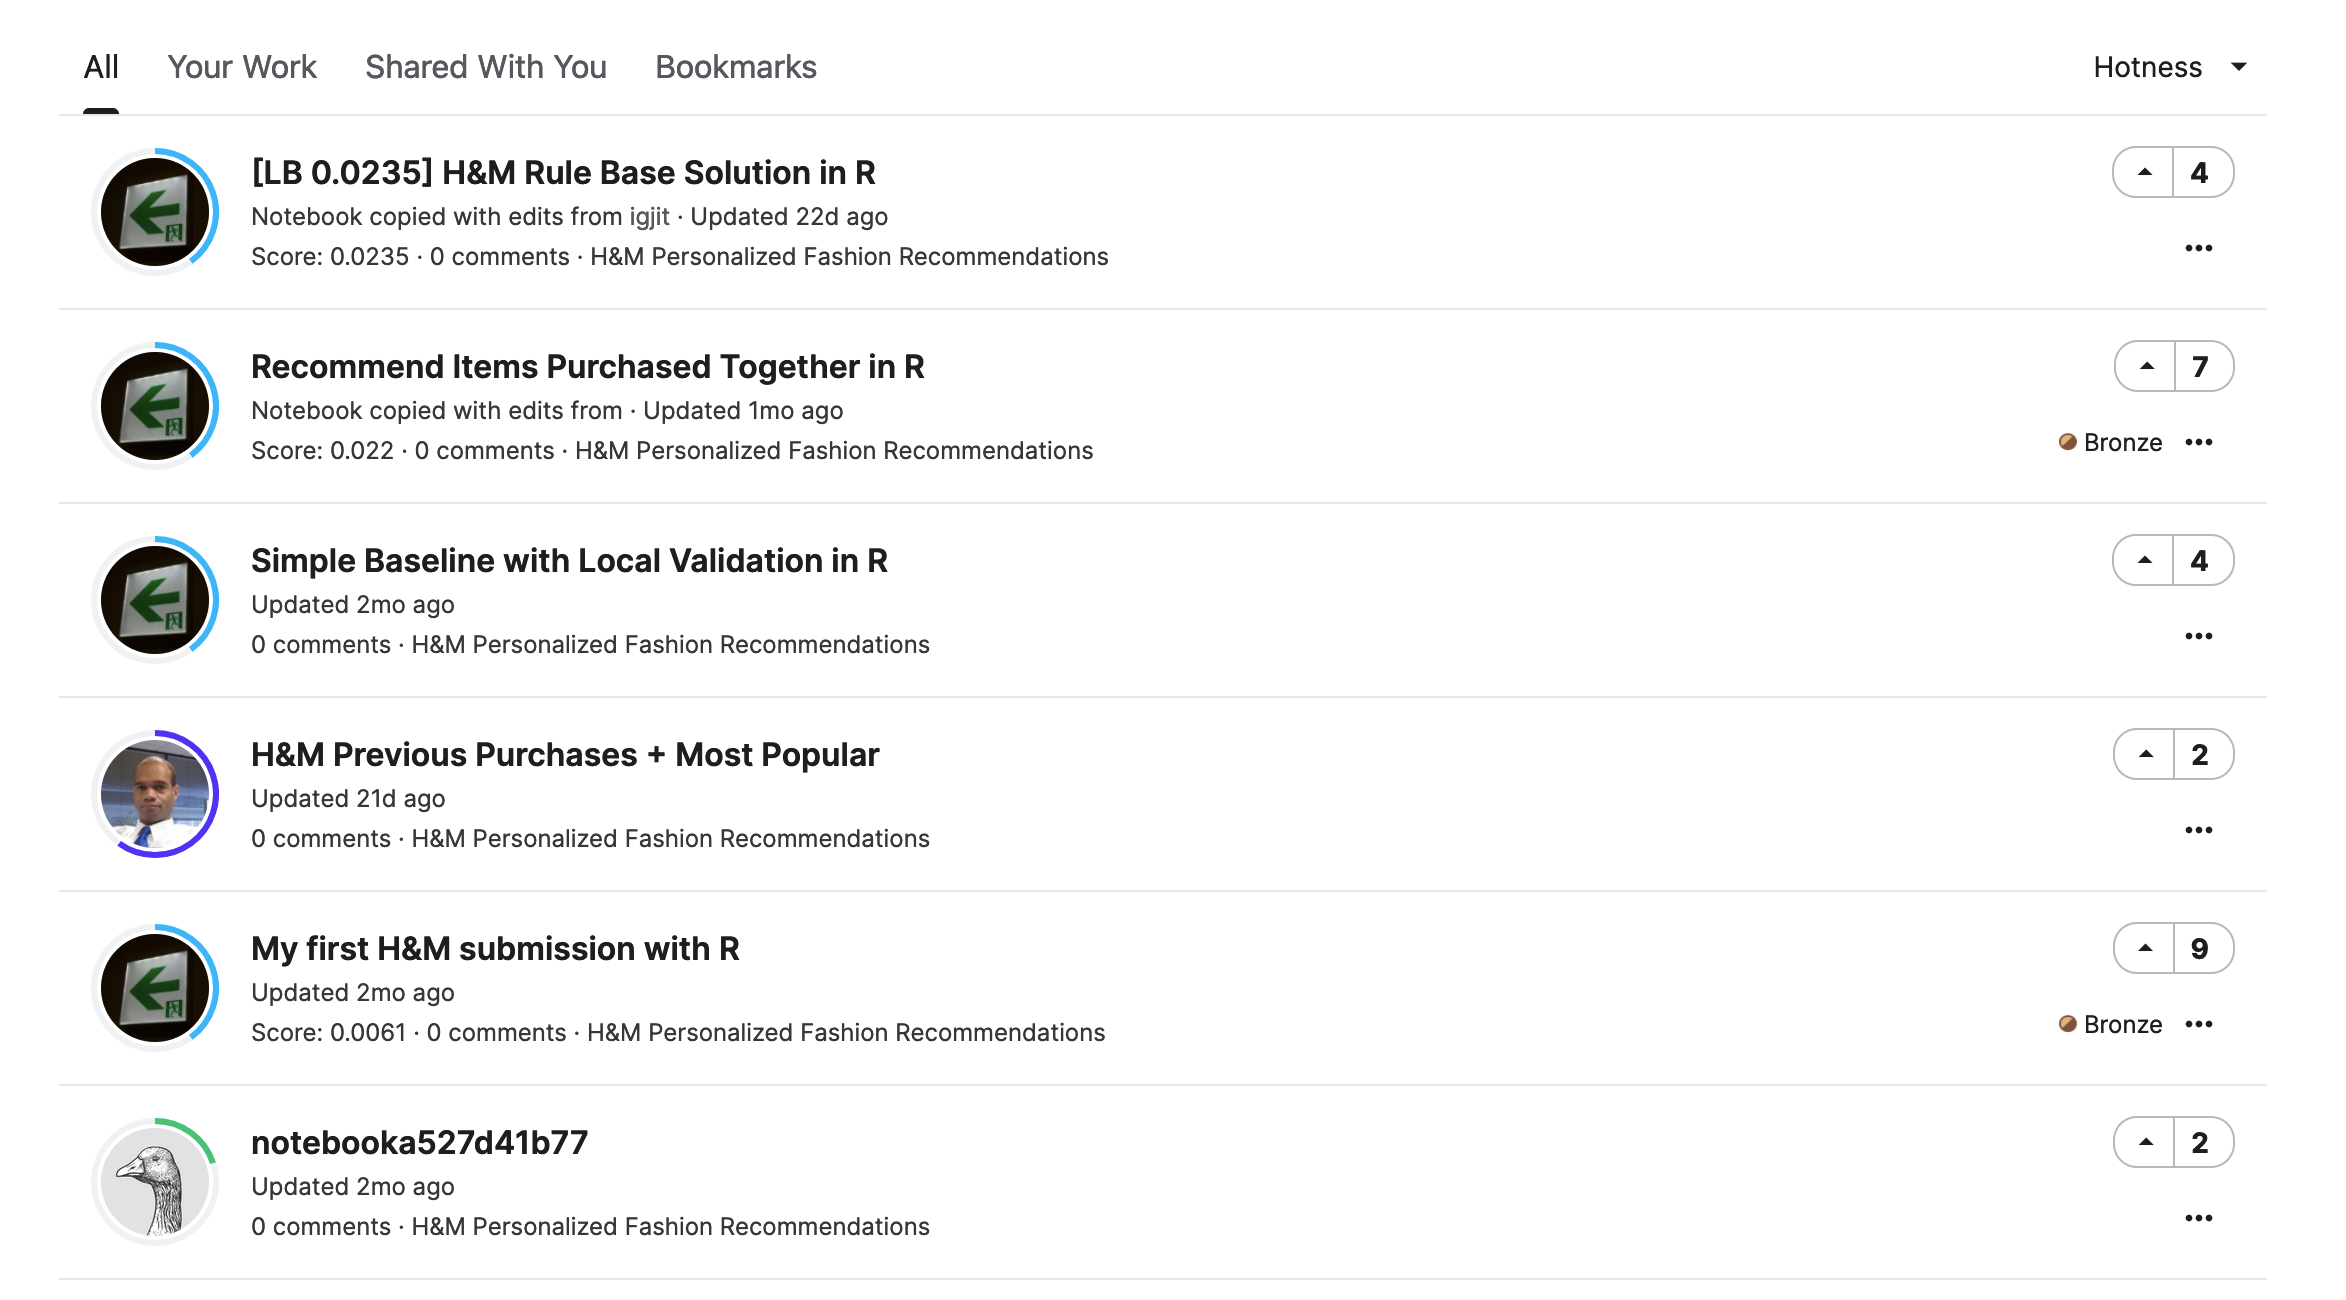 All Your Work Shared With You Bookmarks Hotness
[LB 0.0235] H&M Rule Base Solution in R 4
Notebook copied with edits from igjit · Updated 22d ago
Score: 0.0235 · 0 comments · H&M Personalized Fashion Recommendations
Recommend Items Purchased Together in R 7
Notebook copied with edits from · Updated 1mo ago
Score: 0.022 · 0 comments · H&M Personalized Fashion Recommendations Bronze
Simple Baseline with Local Validation in R 4
Updated 2mo ago
0 comments · H&M Personalized Fashion Recommendations
H&M Previous Purchases + Most Popular 2
Updated 21d ago
0 comments · H&M Personalized Fashion Recommendations
My first H&M submission with R 9
Updated 2mo ago
Score: 0.0061 · 0 comments · H&M Personalized Fashion Recommendations Bronze
notebooka527d41b77 2
Updated 2mo ago
0 comments · H&M Personalized Fashion Recommendations